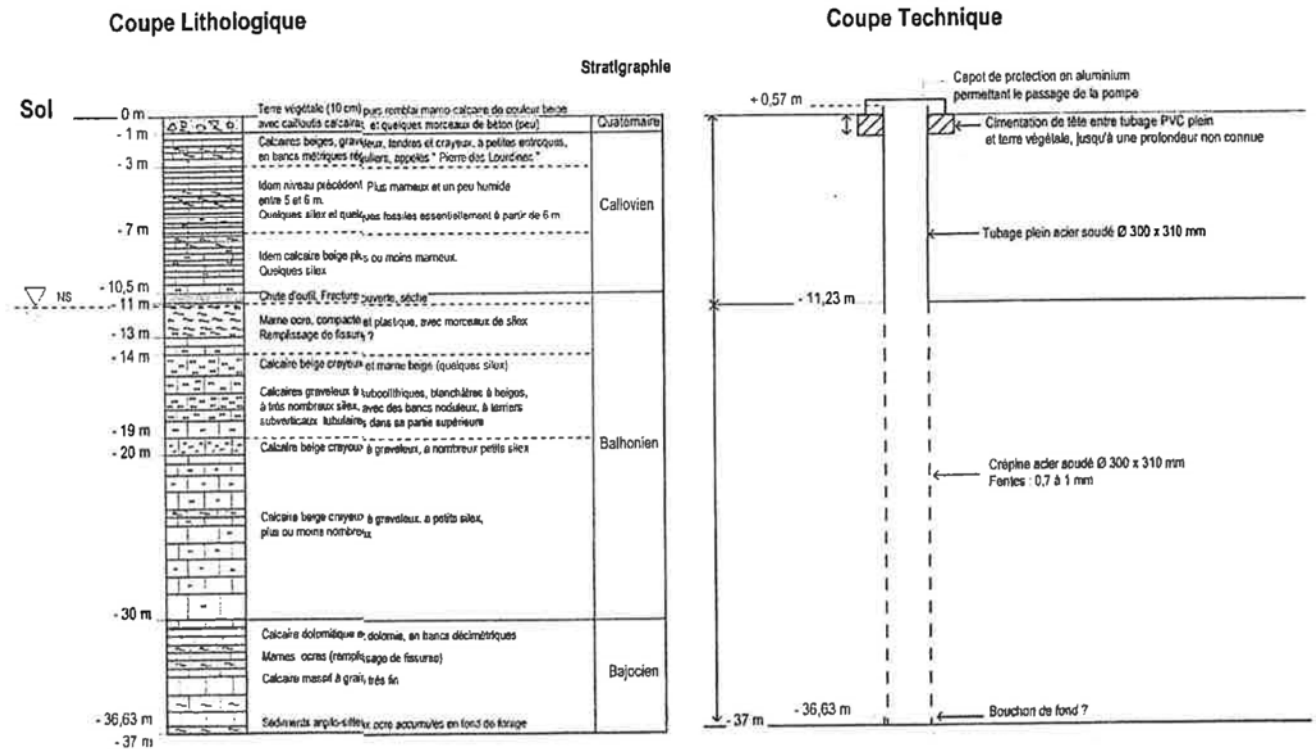 Coupe Lithologique
Stratigraphie
Sol
0 m
Terre végétale (10 cm) puis remblai marno-calcaire de couleur beige
avec cailloutis calcaires, et quelques morceaux de béton (peu)
Quaternaire
- 1 m
Calcaires beiges, graveleux, tendres et crayeux, à petites entroques,
en bancs métriques réguliers, appelés " Pierre des Lourdines "
- 3 m
Idem niveau précédent Plus marneux et un peu humide
entre 5 et 6 m.
Quelques silex et quelques fossiles essentiellement à partir de 6 m
Callovien
- 7 m
Idem calcaire beige plus ou moins marneux.
Quelques silex
- 10,5 m
Chute d'outil, Fracture ouverte, sèche
NS
- 11 m
Marne ocre, compacte et plastique, avec morceaux de silex
Remplissage de fissure ?
- 13 m
- 14 m
Calcaire beige crayeux et marne beige (quelques silex)
Calcaires graveleux à suboolithiques, blanchâtres à beiges,
à très nombreux silex, avec des bancs noduleux, à terriers
subverticaux tubulaires dans sa partie supérieure
- 19 m
- 20 m
Calcaire beige crayeux à graveleux, a nombreux petits silex
Balhonien
Calcaire beige crayeux à graveleux, a petits silex,
plus ou moins nombreux
- 30 m
Calcaire dolomitique et dolomie, en bancs décimétriques
Marnes ocres (remplissage de fissures)
Calcaire massif à grain très fin
Bajocien
- 36,63 m
Sédiments argilo-silteux ocre accumulés en fond de forage
- 37 m
Coupe Technique
Capot de protection en aluminium
permettant le passage de la pompe
+ 0,57 m
Cimentation de tête entre tubage PVC plein
et terre végétale, jusqu'à une profondeur non connue
Tubage plein acier soudé Ø 300 x 310 mm
- 11,23 m
Crépine acier soudé Ø 300 x 310 mm
Fentes : 0,7 à 1 mm
- 36,63 m
Bouchon de fond ?
- 37 m